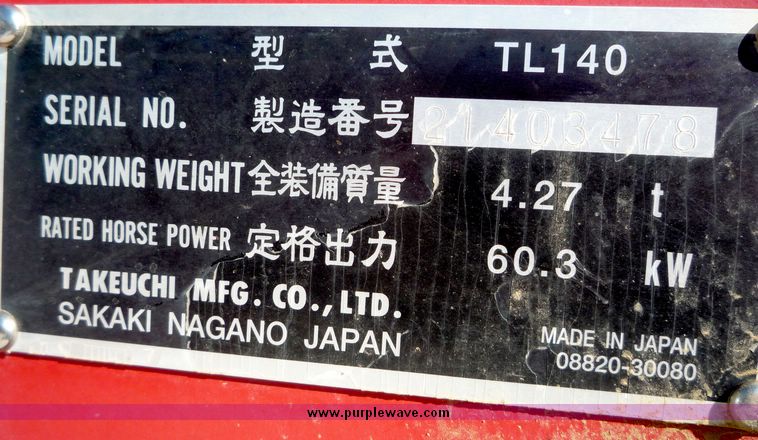 MODEL 型 式 TL140
SERIAL NO. 製造番号 21403478
WORKING WEIGHT 全装備質量 4.27 t
RATED HORSE POWER 定格出力 60.3 kW
TAKEUCHI MFG. CO., LTD.
SAKAKI NAGANO JAPAN
MADE IN JAPAN
08820-30080
www.purplewave.com